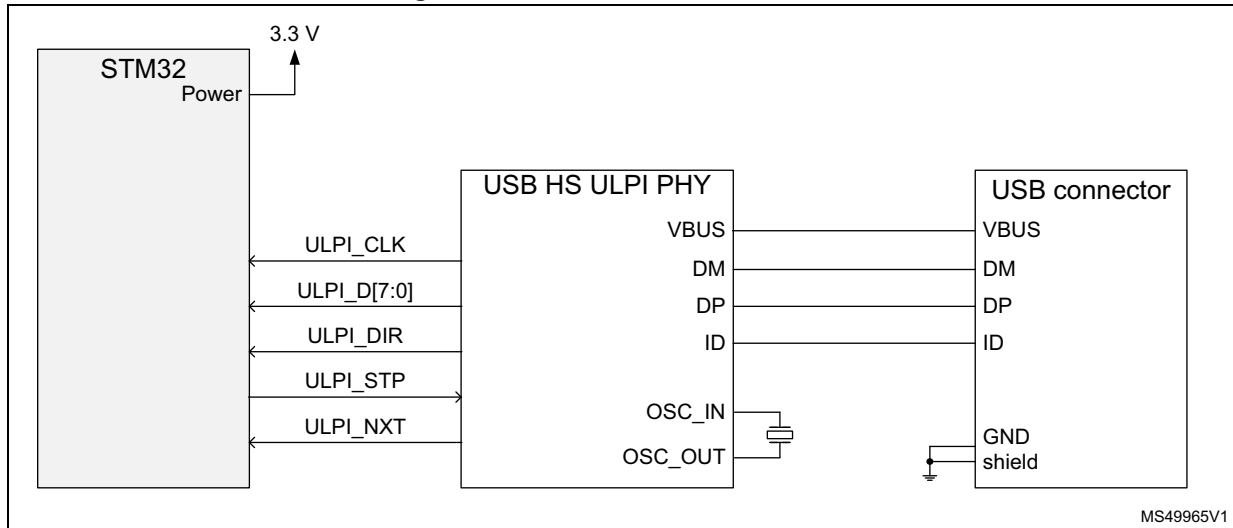 3.3 V
STM32
Power
USB HS ULPI PHY
USB connector
VBUS
VBUS
ULPI_CLK
DM
DM
ULPI_D[7:0]
DP
DP
ULPI_DIR
ID
ID
ULPI_STP
OSC_IN
ULPI_NXT
GND
OSC_OUT
shield
MS49965V1